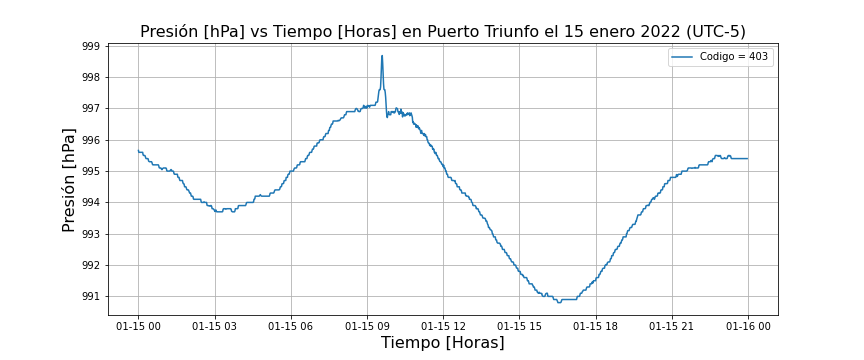 Presión [hPa] vs Tiempo [Horas] en Puerto Triunfo el 15 enero 2022 (UTC-5)
Codigo = 403
999
998
997
996
995
994
993
992
991
Presión [hPa]
01-15 00 01-15 03 01-15 06 01-15 09 01-15 12 01-15 15 01-15 18 01-15 21 01-16 00
Tiempo [Horas]